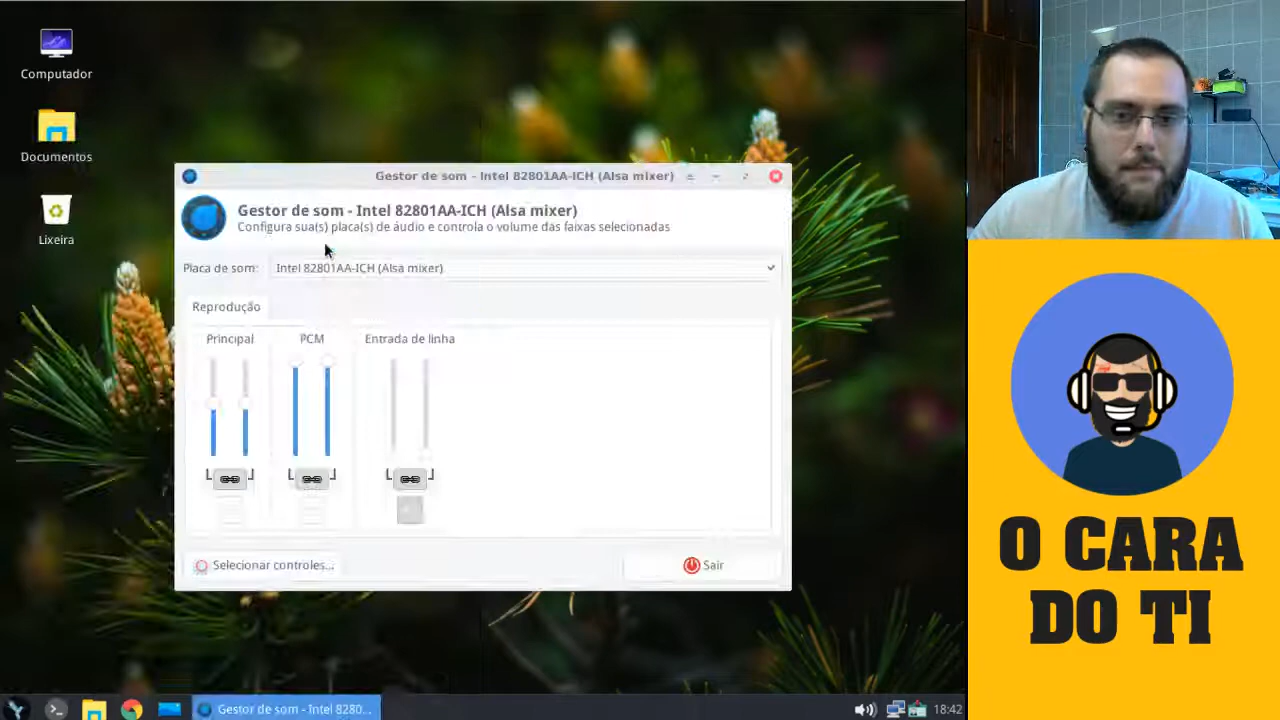 Computador
Documentos
Lixeira
Gestor de som - Intel 82801AA-ICH (Alsa mixer)
Gestor de som - Intel 82801AA-ICH (Alsa mixer)
Configura sua(s) placa(s) de áudio e controla o volume das faixas selecionadas
Placa de som: Intel 82801AA-ICH (Alsa mixer)
Reprodução
Principal PCM Entrada de linha
Selecionar controles... Sair
Gestor de som - Intel 8280... 18:42
O CARA
DO TI